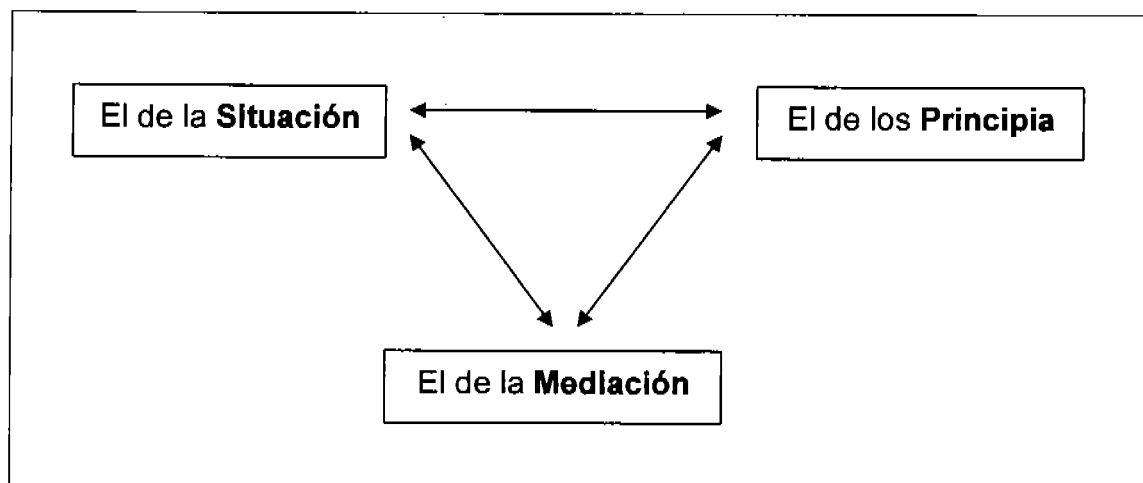 El de la Situación
El de los Principia
El de la Mediación